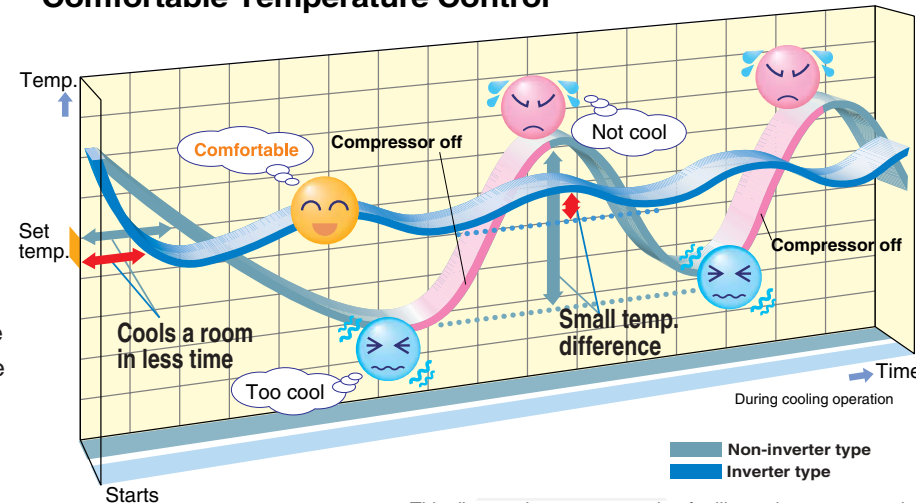 Comfortable Temperature Control
Temp.
Comfortable
Compressor off
Not cool
Set
temp.
Compressor off
Cools a room
in less time
Small temp.
difference
Too cool
Time
During cooling operation
Non-inverter type
Inverter type
Starts